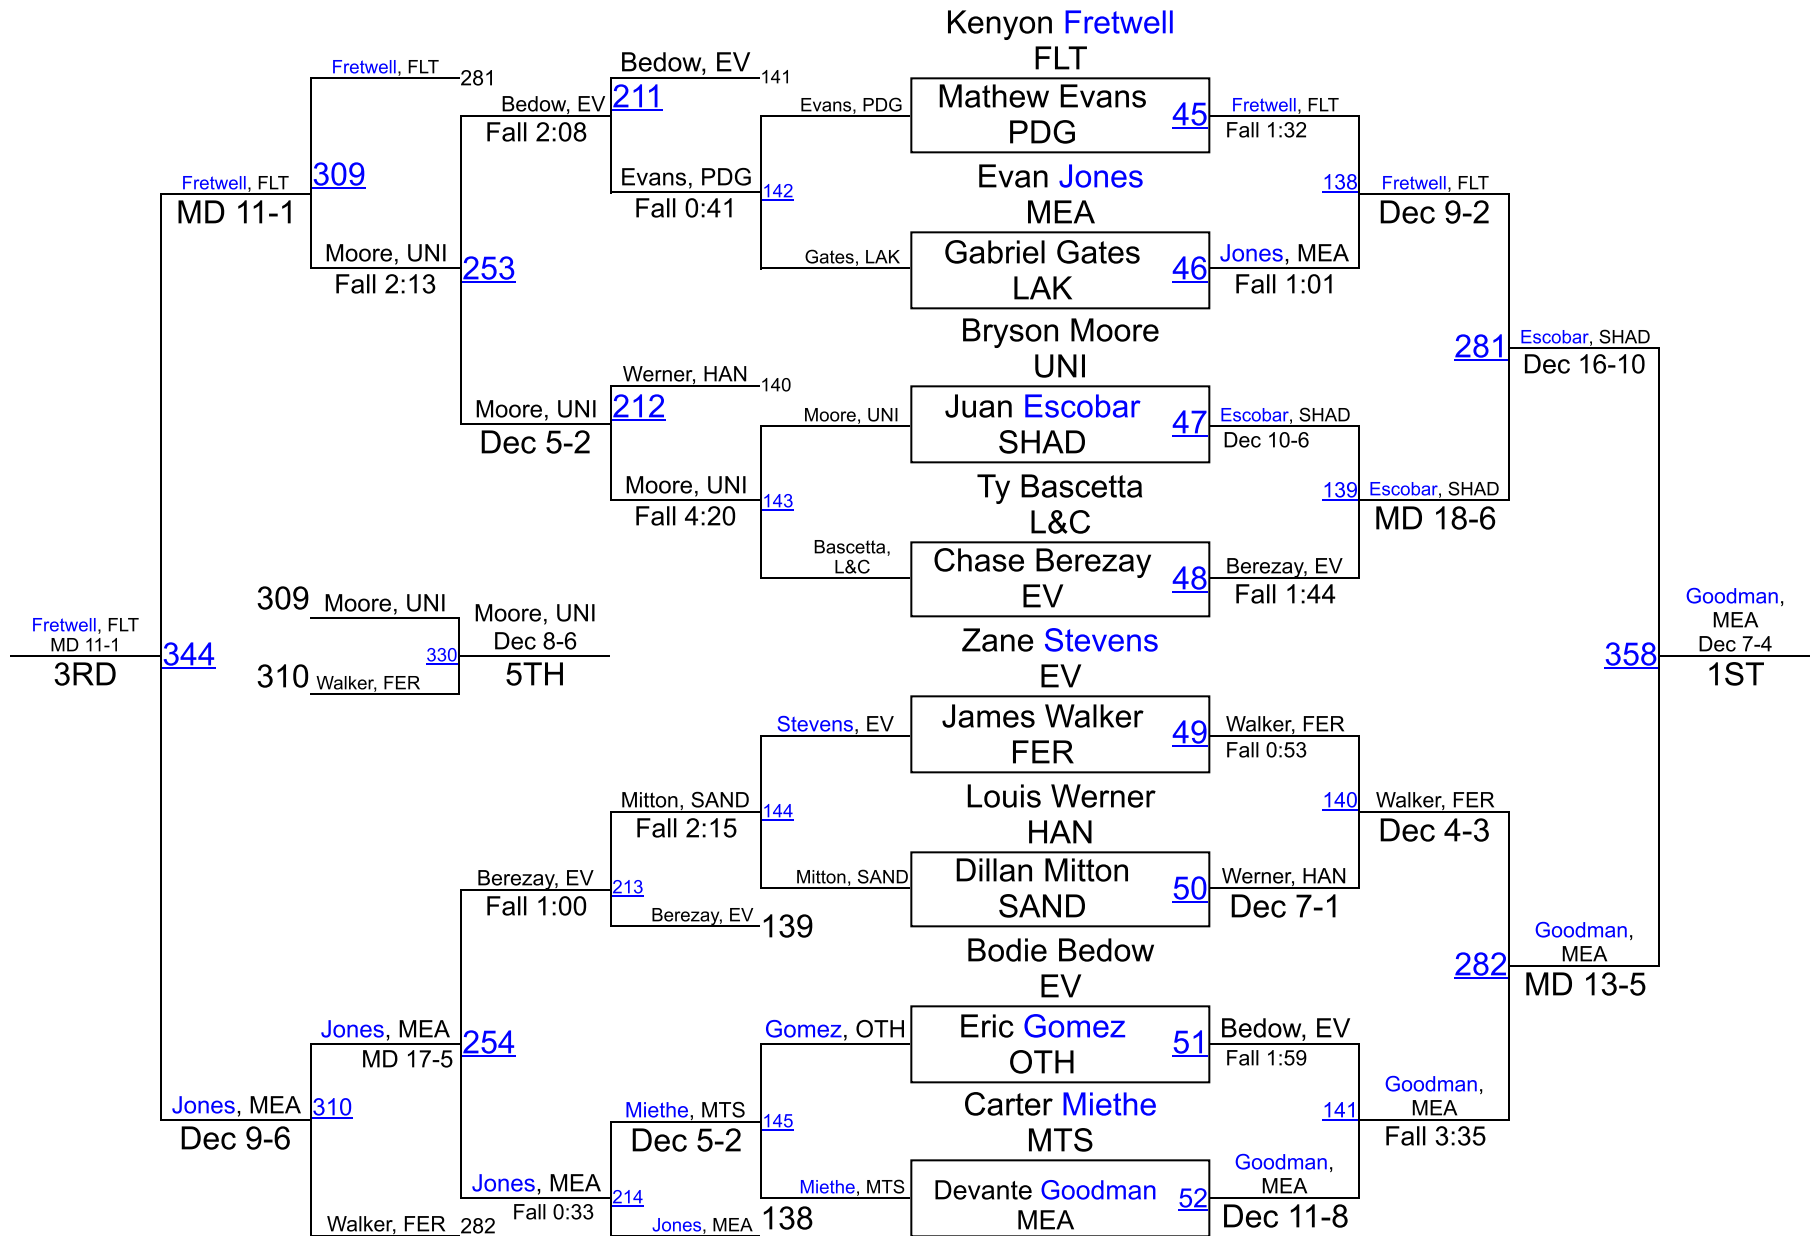 Kenyon Fretwell
FLT
Fretwell, FLT
281
Bedow, EV
141
Bedow, EV
211
Fall 2:08
Evans, PDG
Mathew Evans
PDG
45
Fretwell, FLT
Fall 1:32
Fretwell, FLT
309
MD 11-1
Evans, PDG
142
Fall 0:41
Evan Jones
MEA
138
Fretwell, FLT
Dec 9-2
Moore, UNI
253
Fall 2:13
Gates, LAK
Gabriel Gates
LAK
46
Jones, MEA
Fall 1:01
Bryson Moore
UNI
281
Escobar, SHAD
Dec 16-10
Werner, HAN
140
Moore, UNI
212
Dec 5-2
Moore, UNI
Juan Escobar
SHAD
47
Escobar, SHAD
Dec 10-6
Moore, UNI
143
Fall 4:20
Ty Bascetta
L&C
139
Escobar, SHAD
MD 18-6
Bascetta,
L&C
Chase Berezay
EV
48
Berezay, EV
Fall 1:44
309
Moore, UNI
Moore, UNI
Dec 8-6
5TH
330
310
Walker, FER
Fretwell, FLT
MD 11-1
3RD
344
Zane Stevens
EV
358
Goodman,
MEA
Dec 7-4
1ST
Stevens, EV
James Walker
FER
49
Walker, FER
Fall 0:53
Mitton, SAND
144
Fall 2:15
Louis Werner
HAN
140
Walker, FER
Dec 4-3
Berezay, EV
213
Fall 1:00
Mitton, SAND
Dillan Mitton
SAND
50
Werner, HAN
Dec 7-1
Berezay, EV
139
Bodie Bedow
EV
282
Goodman,
MEA
MD 13-5
Jones, MEA
254
MD 17-5
Gomez, OTH
Eric Gomez
OTH
51
Bedow, EV
Fall 1:59
Jones, MEA
310
Dec 9-6
Miethe, MTS
145
Dec 5-2
Carter Miethe
MTS
141
Goodman,
MEA
Fall 3:35
Jones, MEA
214
Fall 0:33
Miethe, MTS
Devante Goodman
MEA
52
Goodman,
MEA
Dec 11-8
Walker, FER
282
Jones, MEA
138